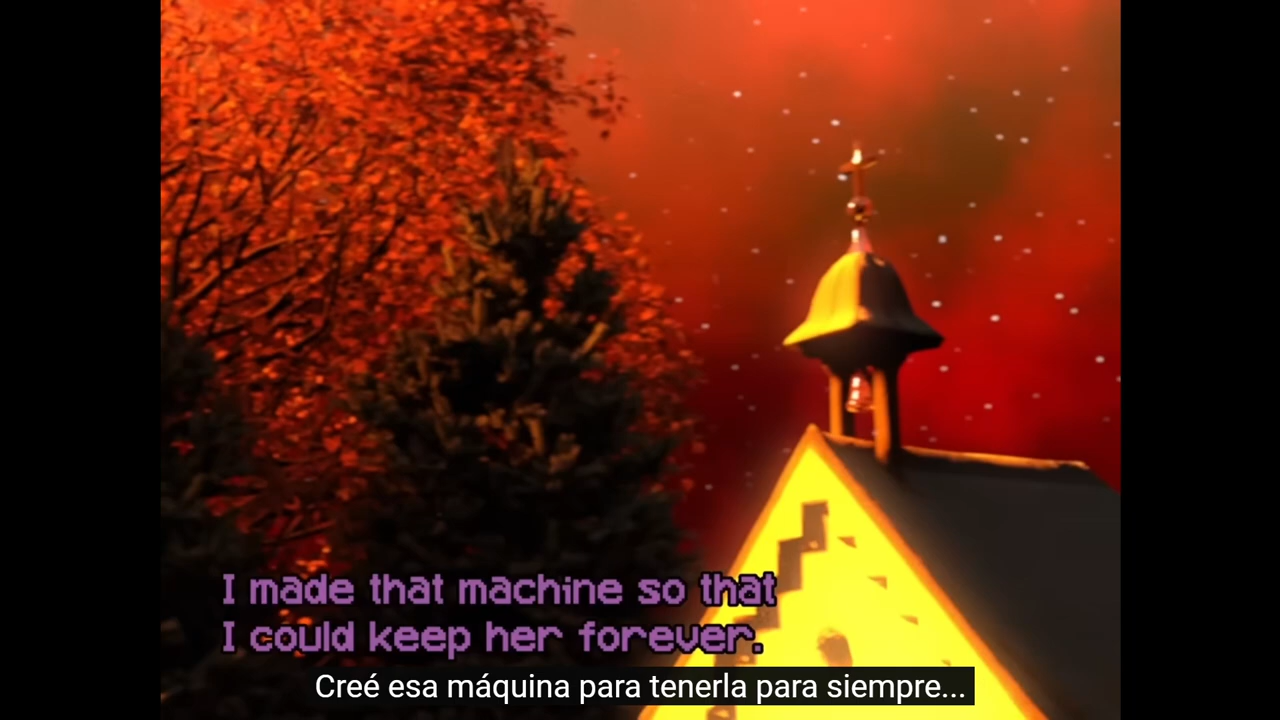 I made that machine so that
I could keep her forever.
Creé esa máquina para tenerla para siempre...